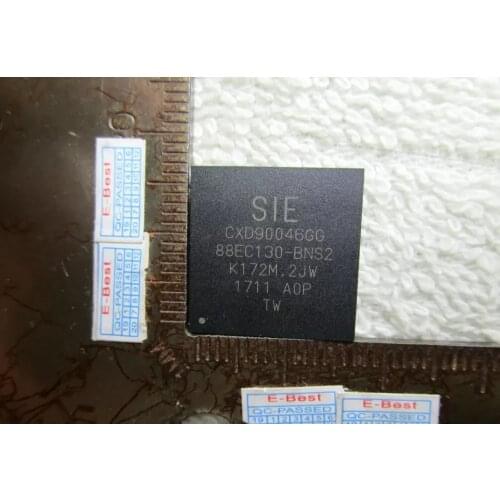 SIE
CXD90046GG
88EC130-BNS2
K172M.2JW
1711 A0P
TW
E-Best
QC-PASSED
E-Best
QC-PASSED
E-Best
QC-PASSED
E-Best
QC-PASSED